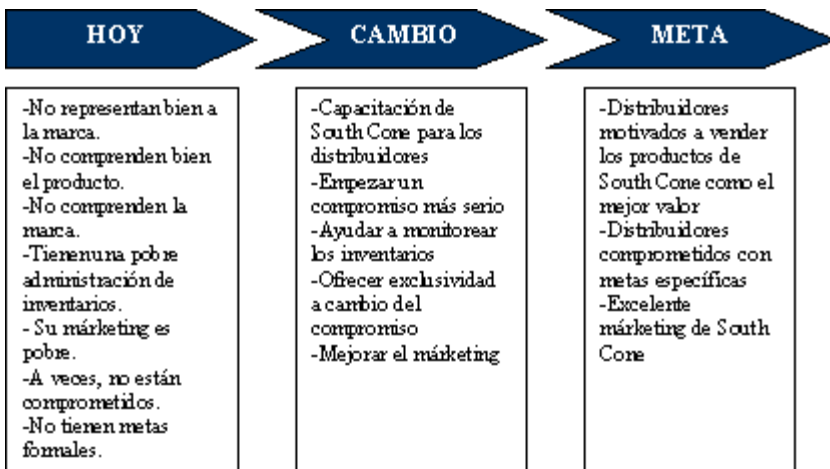 HOY
CAMBIO
META
-No representan bien a
la marca.
-No comprenden bien
el producto.
-No comprenden la
marca.
-Tienenuna pobre
administración de
inventarios.
- Su márketing es
pobre.
-A veces, no están
comprometidos.
-No tienen metas
formales.
-Capacitación de
South Cone para los
distribuidores
-Empezar un
compromiso más serio
-Ayudar a monitorear
los inventarios
-Ofrecer exclusividad
a cambio del
compromiso
-Mejorar el márketing
-Distribuidores
motivados a vender
los productos de
South Cone como el
mejor valor
-Distribuidores
comprometidos con
metas específicas
-Excelente
márketing de South
Cone